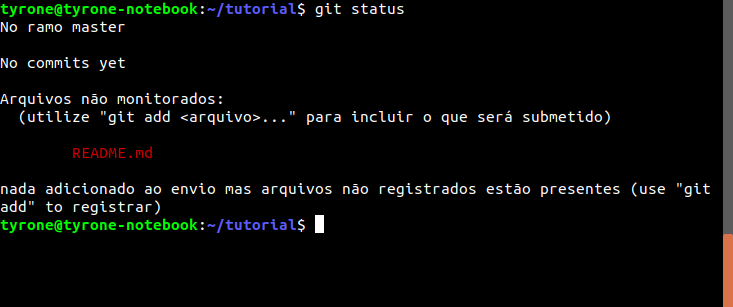 tyrone@tyrone-notebook:~/tutorial$ git status
No ramo master
No commits yet
Arquivos não monitorados:
  (utilize "git add <arquivo>..." para incluir o que será submetido)
        README.md
nada adicionado ao envio mas arquivos não registrados estão presentes (use "git
add" to registrar)
tyrone@tyrone-notebook:~/tutorial$